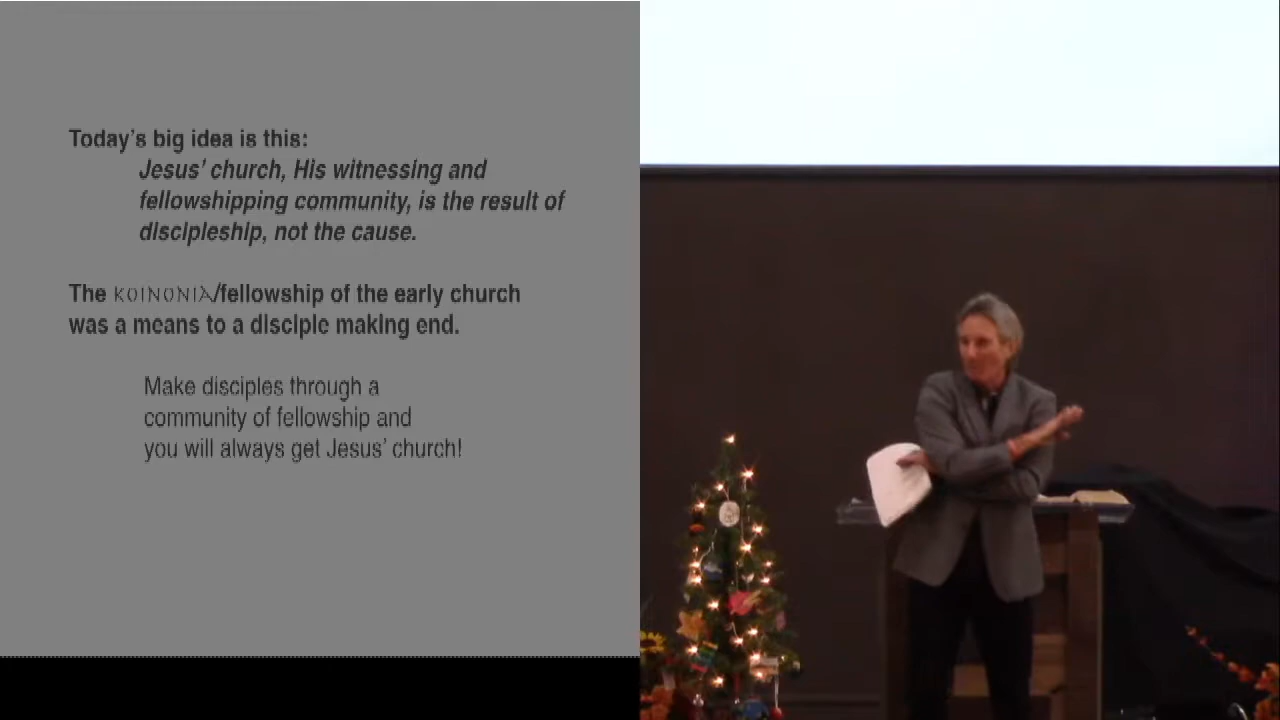 Today's big idea is this:
Jesus' church, His witnessing and
fellowshipping community, is the result of
discipleship, not the cause.
The KOINONIA/fellowship of the early church
was a means to a disciple making end.
Make disciples through a
community of fellowship and
you will always get Jesus' church!